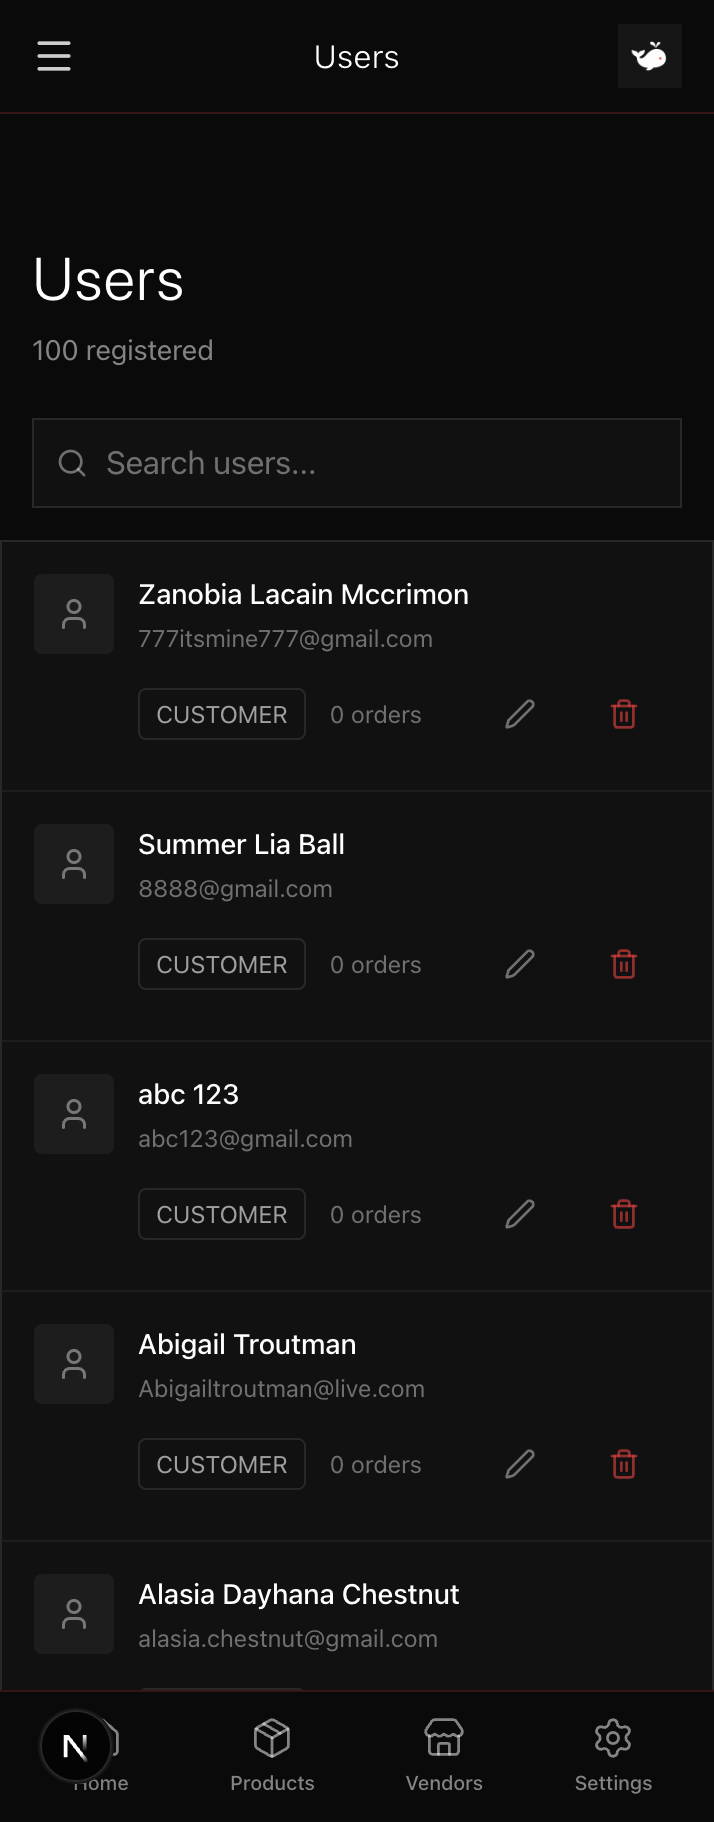 Users
Users
100 registered
Search users...
Zanobia Lacain Mccrimon
777itsmine777@gmail.com
CUSTOMER 0 orders
Summer Lia Ball
8888@gmail.com
CUSTOMER 0 orders
abc 123
abc123@gmail.com
CUSTOMER 0 orders
Abigail Troutman
Abigailtroutman@live.com
CUSTOMER 0 orders
Alasia Dayhana Chestnut
alasia.chestnut@gmail.com
N
Home Products Vendors Settings